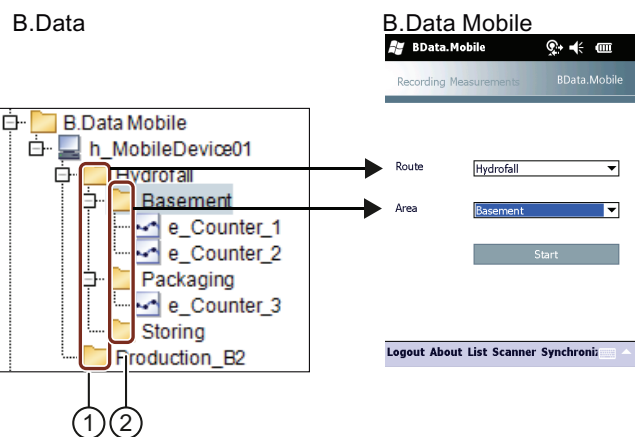 B.Data
B.Data Mobile
h_MobileDevice01
Hydrofall
Basement
e_Counter_1
e_Counter_2
Packaging
e_Counter_3
Storing
Production_B2
1 2
B.Data Mobile
BData.Mobile
Recording Measurements BData.Mobile
Route Hydrofall
Area Basement
Start
Logout About List Scanner Synchroniz